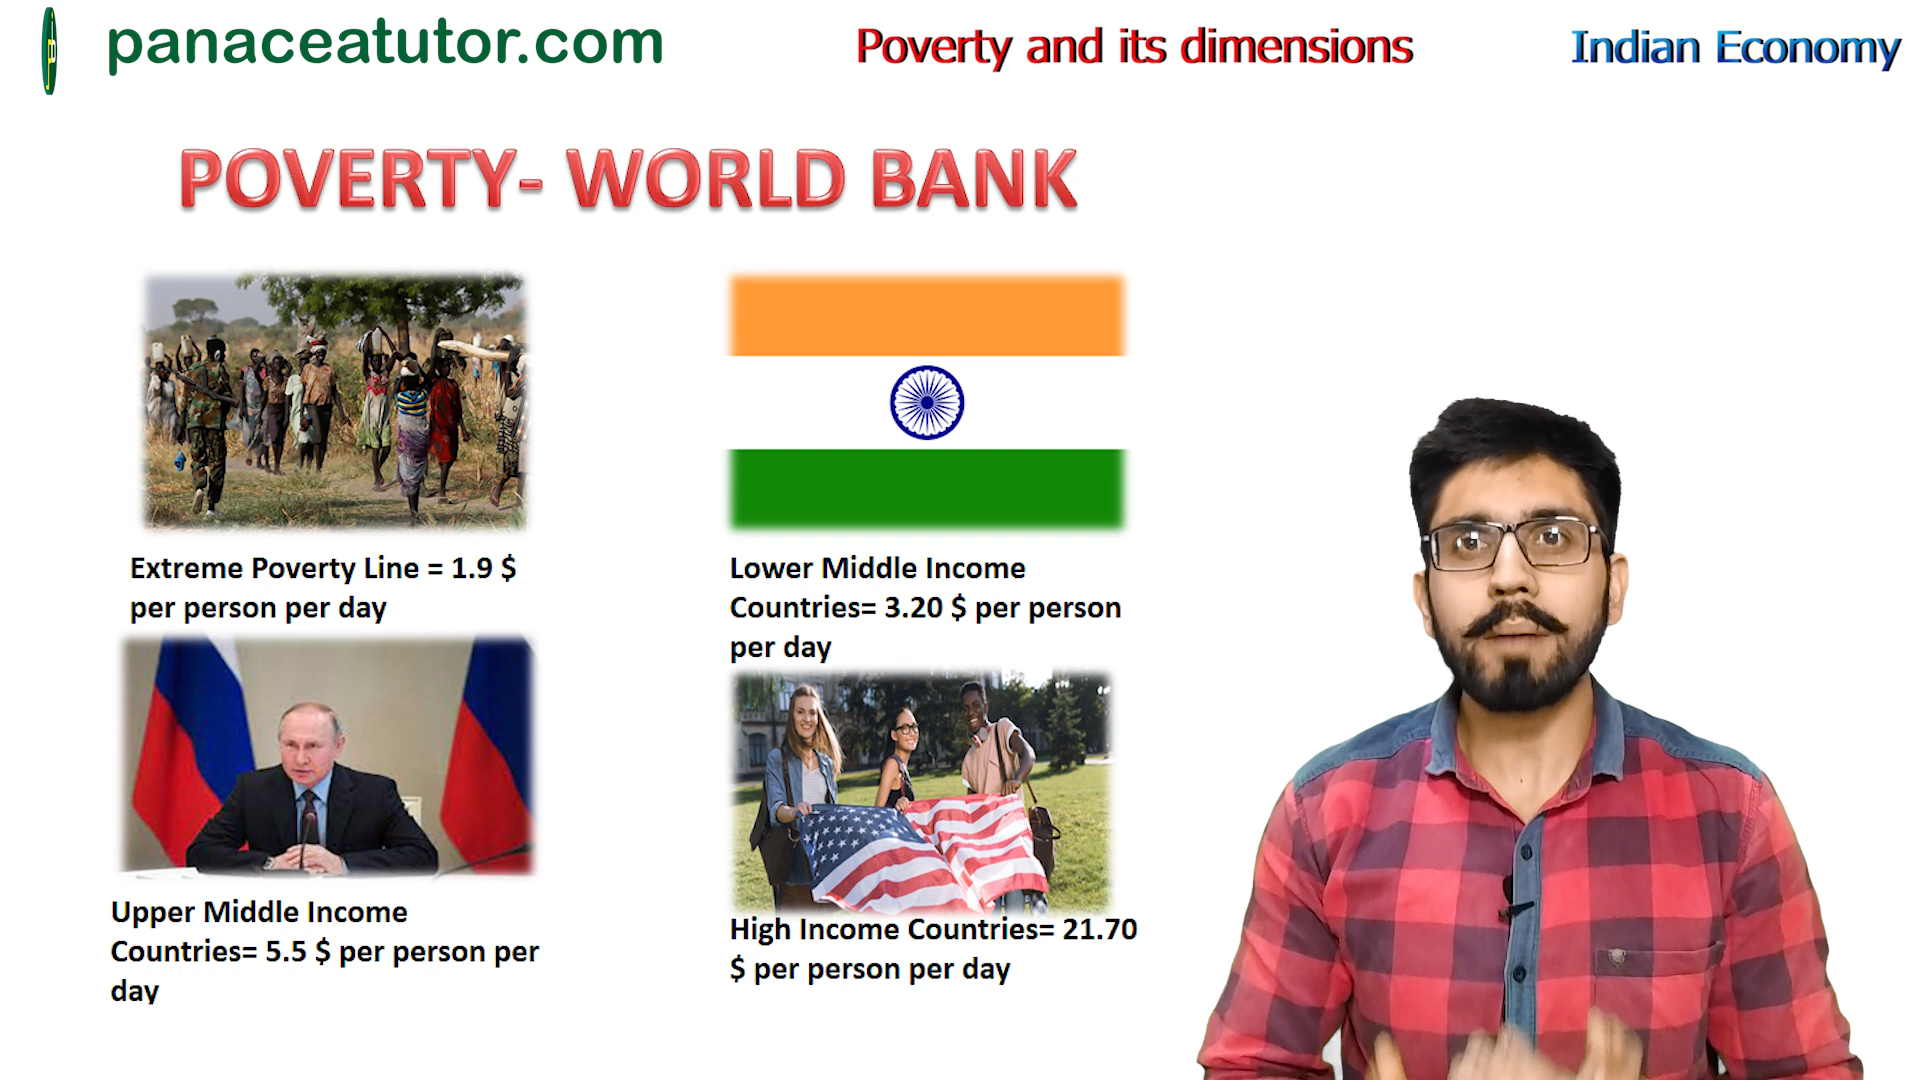 panaceatutor.com
Poverty and its dimensions
Indian Economy
POVERTY- WORLD BANK
Extreme Poverty Line = 1.9 $
per person per day
Lower Middle Income
Countries= 3.20 $ per person
per day
Upper Middle Income
Countries= 5.5 $ per person per
day
High Income Countries= 21.70
$ per person per day